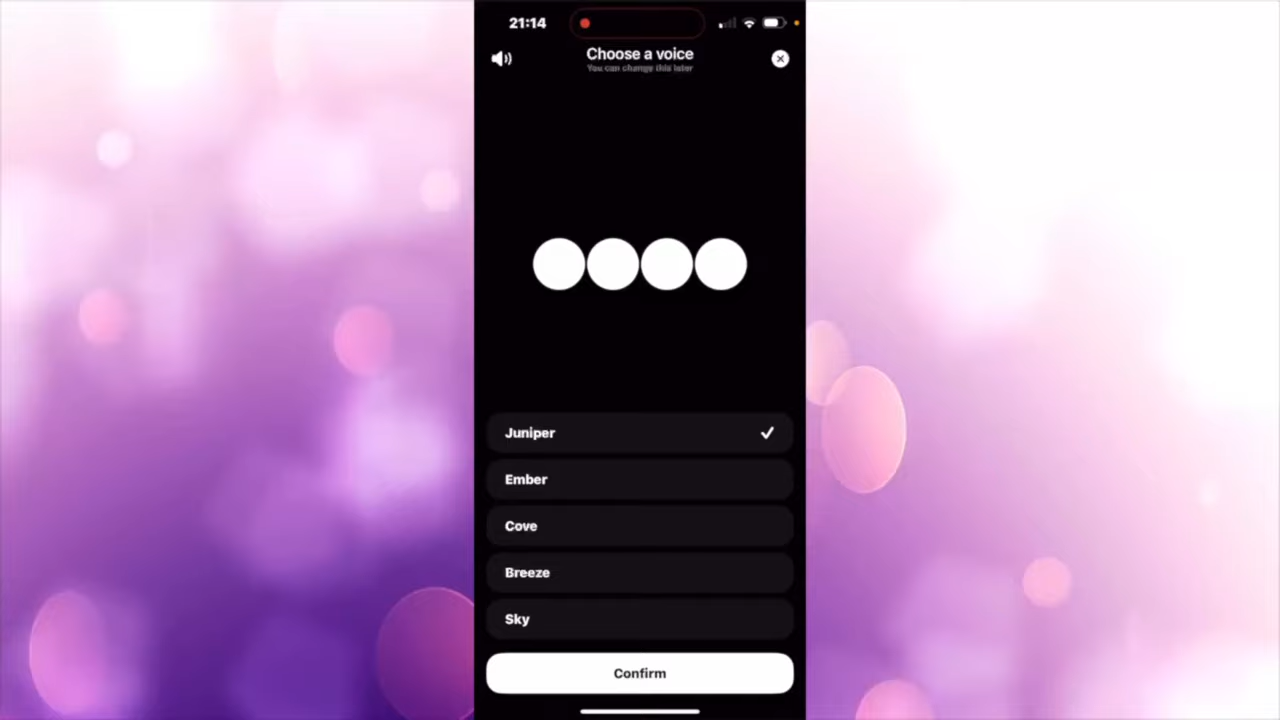 21:14
Choose a voice
You can change this later
Juniper
Ember
Cove
Breeze
Sky
Confirm